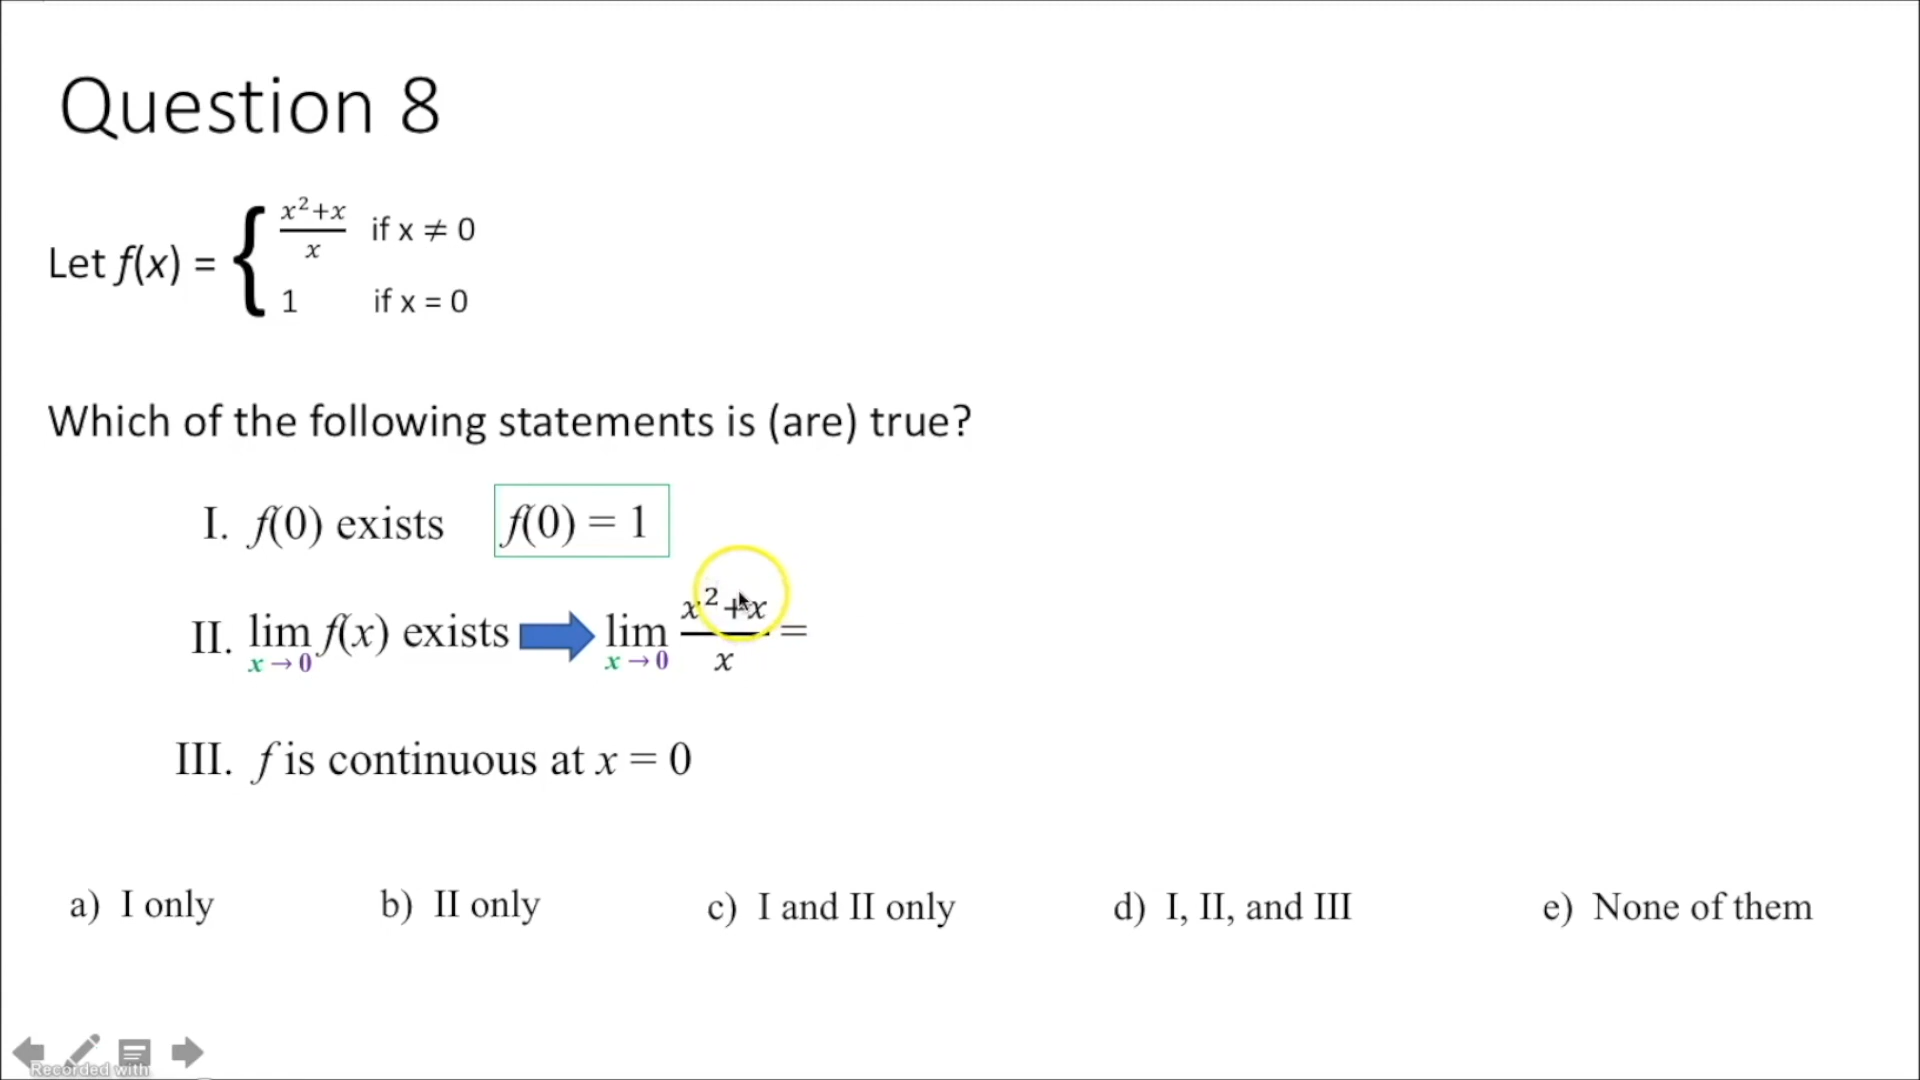 Question 8
Let f(x) = { x²+x / x if x ≠ 0
1 if x = 0
Which of the following statements is (are) true?
I. f(0) exists f(0) = 1
II. lim x→0 f(x) exists lim x→0 x²+x / x =
III. f is continuous at x = 0
a) I only b) II only c) I and II only d) I, II, and III e) None of them
Recorded with